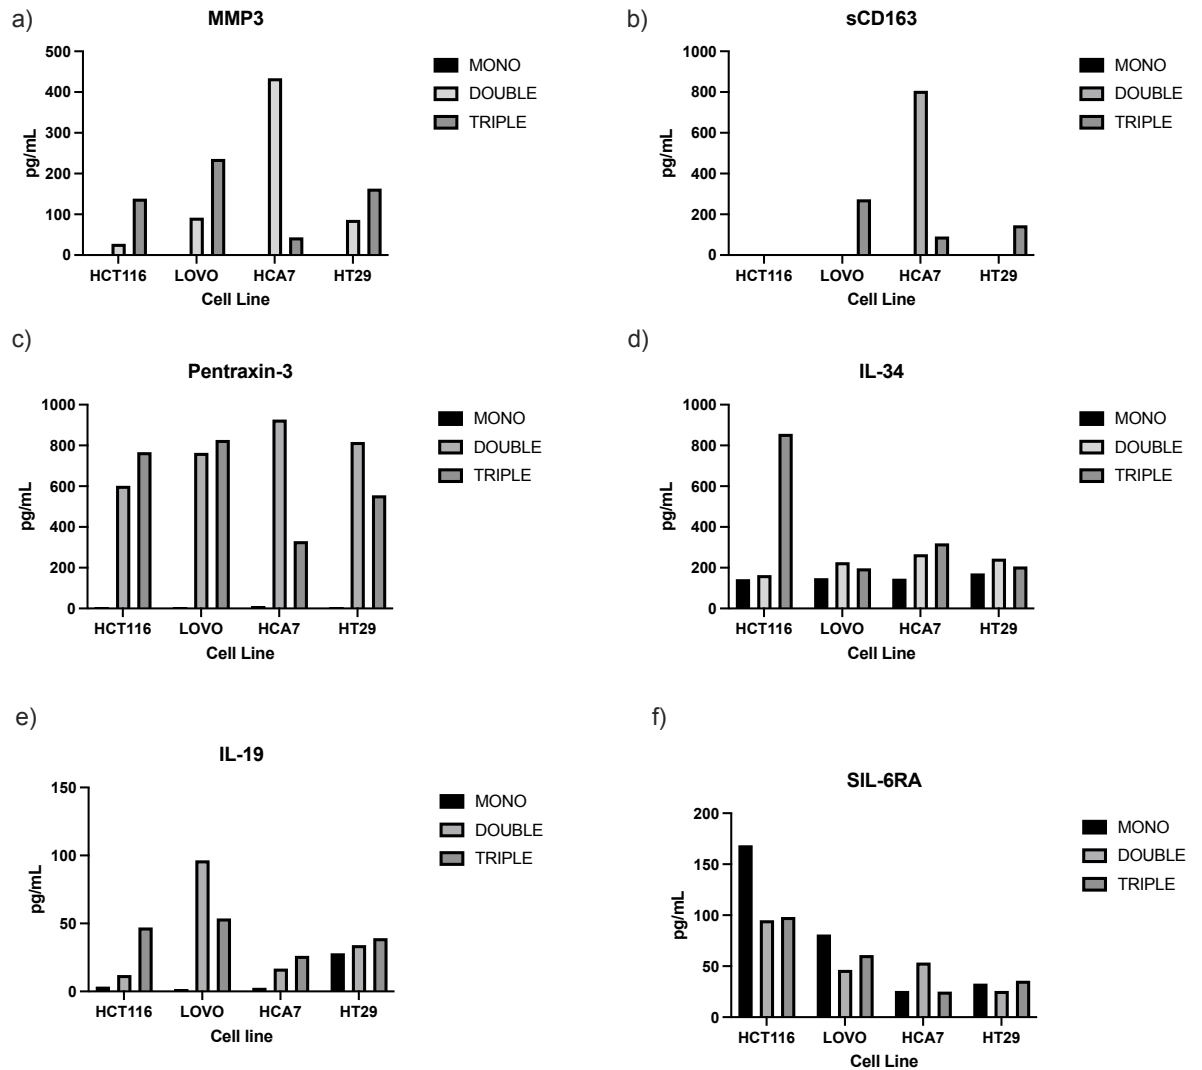 a)
MMP3
500
400
300
200
100
0
pg/mL
HCT116 LOVO HCA7 HT29
Cell Line
MONO
DOUBLE
TRIPLE
b)
sCD163
1000
800
600
400
200
0
pg/mL
HCT116 LOVO HCA7 HT29
Cell Line
MONO
DOUBLE
TRIPLE
c)
Pentraxin-3
1000
800
600
400
200
0
pg/mL
HCT116 LOVO HCA7 HT29
Cell Line
MONO
DOUBLE
TRIPLE
d)
IL-34
1000
800
600
400
200
0
pg/mL
HCT116 LOVO HCA7 HT29
Cell Line
MONO
DOUBLE
TRIPLE
e)
IL-19
150
100
50
0
pg/mL
HCT116 LOVO HCA7 HT29
Cell line
MONO
DOUBLE
TRIPLE
f)
SIL-6RA
200
150
100
50
0
pg/mL
HCT116 LOVO HCA7 HT29
Cell Line
MONO
DOUBLE
TRIPLE